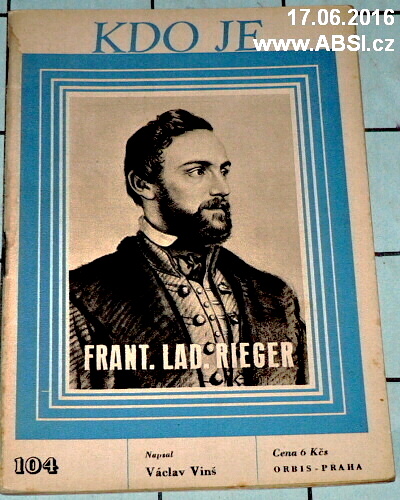 17.06.2016
www.ABSI.cz
KDO JE
FRANT. LAD. RIEGER
104
Napsal
Václav Vinš
Cena 6 Kčs
ORBIS - PRAHA